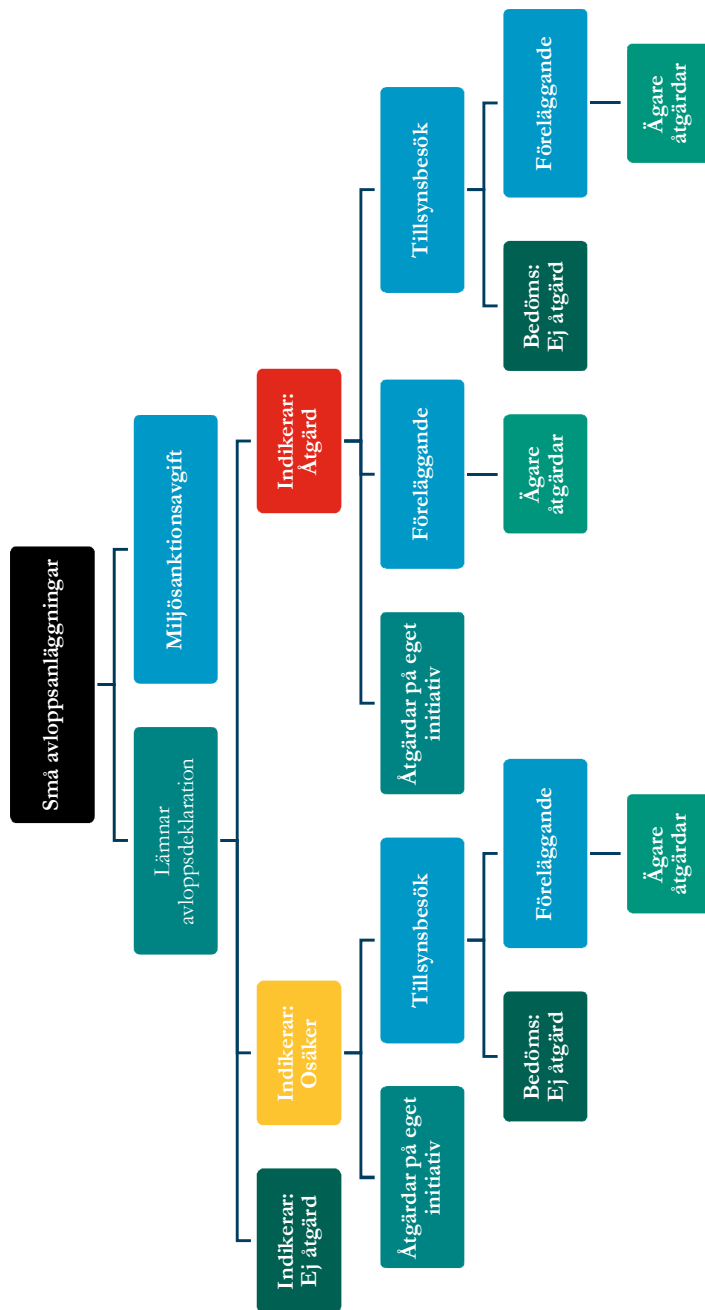 Små avloppsanläggningar
Lämnar
avloppsdeklaration
Miljösanktionsavgift
Indikerar:
Ej åtgärd
Indikerar:
Osäker
Indikerar:
Åtgärd
Åtgärdar på eget
initiativ
Tillsynsbesök
Åtgärdar på eget
initiativ
Föreläggande
Tillsynsbesök
Bedöms:
Ej åtgärd
Föreläggande
Ägare
åtgärdar
Bedöms:
Ej åtgärd
Föreläggande
Ägare
åtgärdar
Ägare
åtgärdar